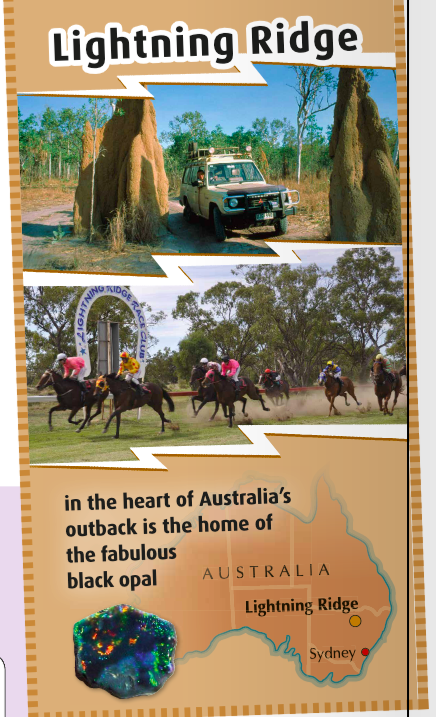 Lightning Ridge
LIGHTNING RIDGE RACE CLUB
in the heart of Australia's
outback is the home of
the fabulous
black opal
AUSTRALIA
Lightning Ridge
Sydney